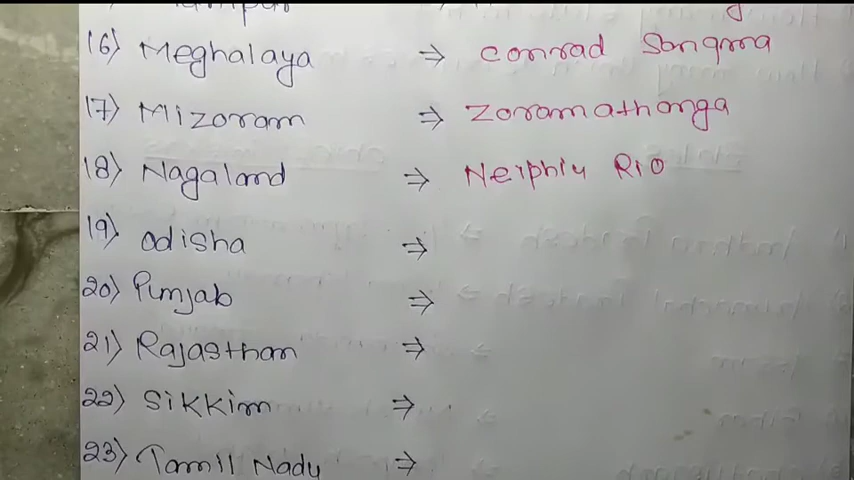 16) Meghalaya ⇒ Conrad Sangma
17) Mizoram ⇒ Zoramathanga
18) Nagaland ⇒ Neiphiu Rio
19) Odisha ⇒
20) Punjab ⇒
21) Rajasthan ⇒
22) Sikkim ⇒
23) Tamil Nadu ⇒